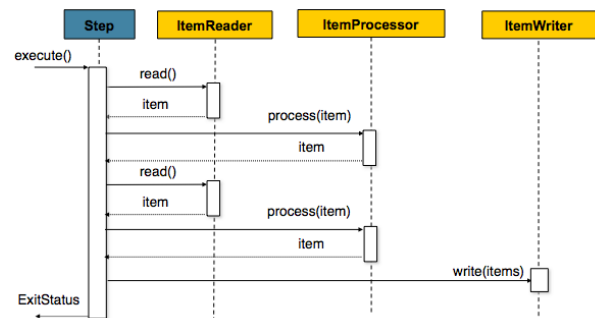 Step
ItemReader
ItemProcessor
ItemWriter
execute()
read()
item
process(item)
item
read()
item
process(item)
item
write(items)
ExitStatus